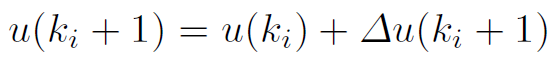 u(k_i + 1) = u(k_i) + Δu(k_i + 1)